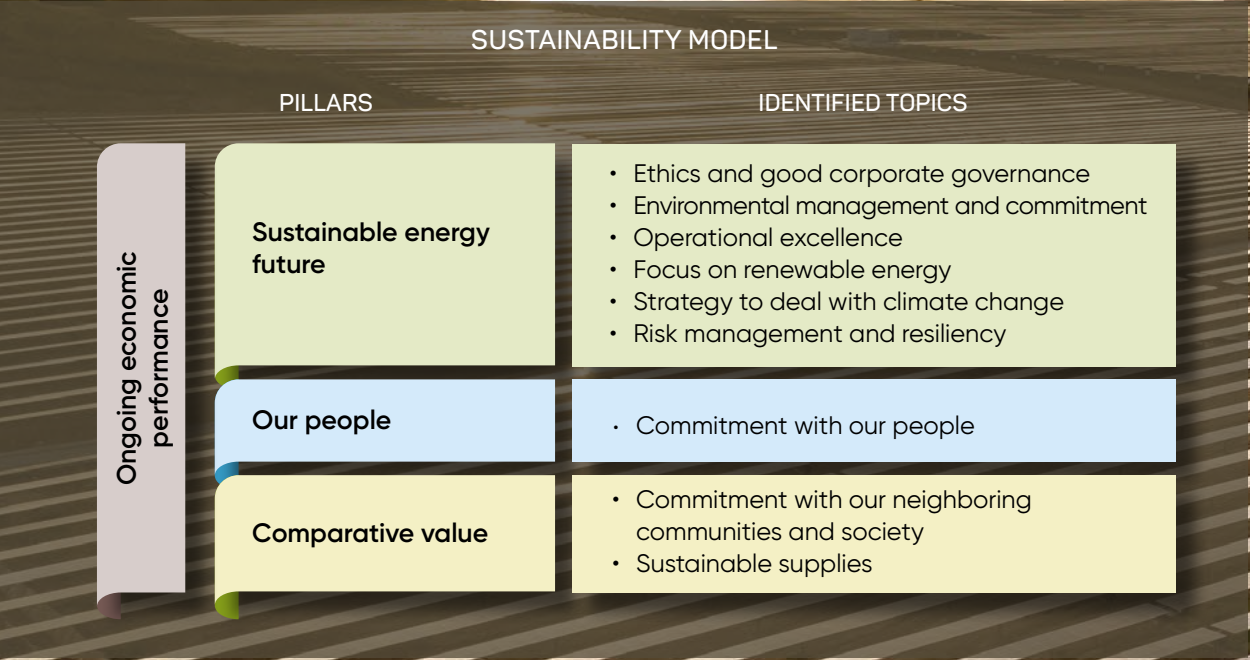 SUSTAINABILITY MODEL
PILLARS
IDENTIFIED TOPICS
Ongoing economic
performance
Sustainable energy
future
• Ethics and good corporate governance
• Environmental management and commitment
• Operational excellence
• Focus on renewable energy
• Strategy to deal with climate change
• Risk management and resiliency
Our people
• Commitment with our people
Comparative value
• Commitment with our neighboring
communities and society
• Sustainable supplies